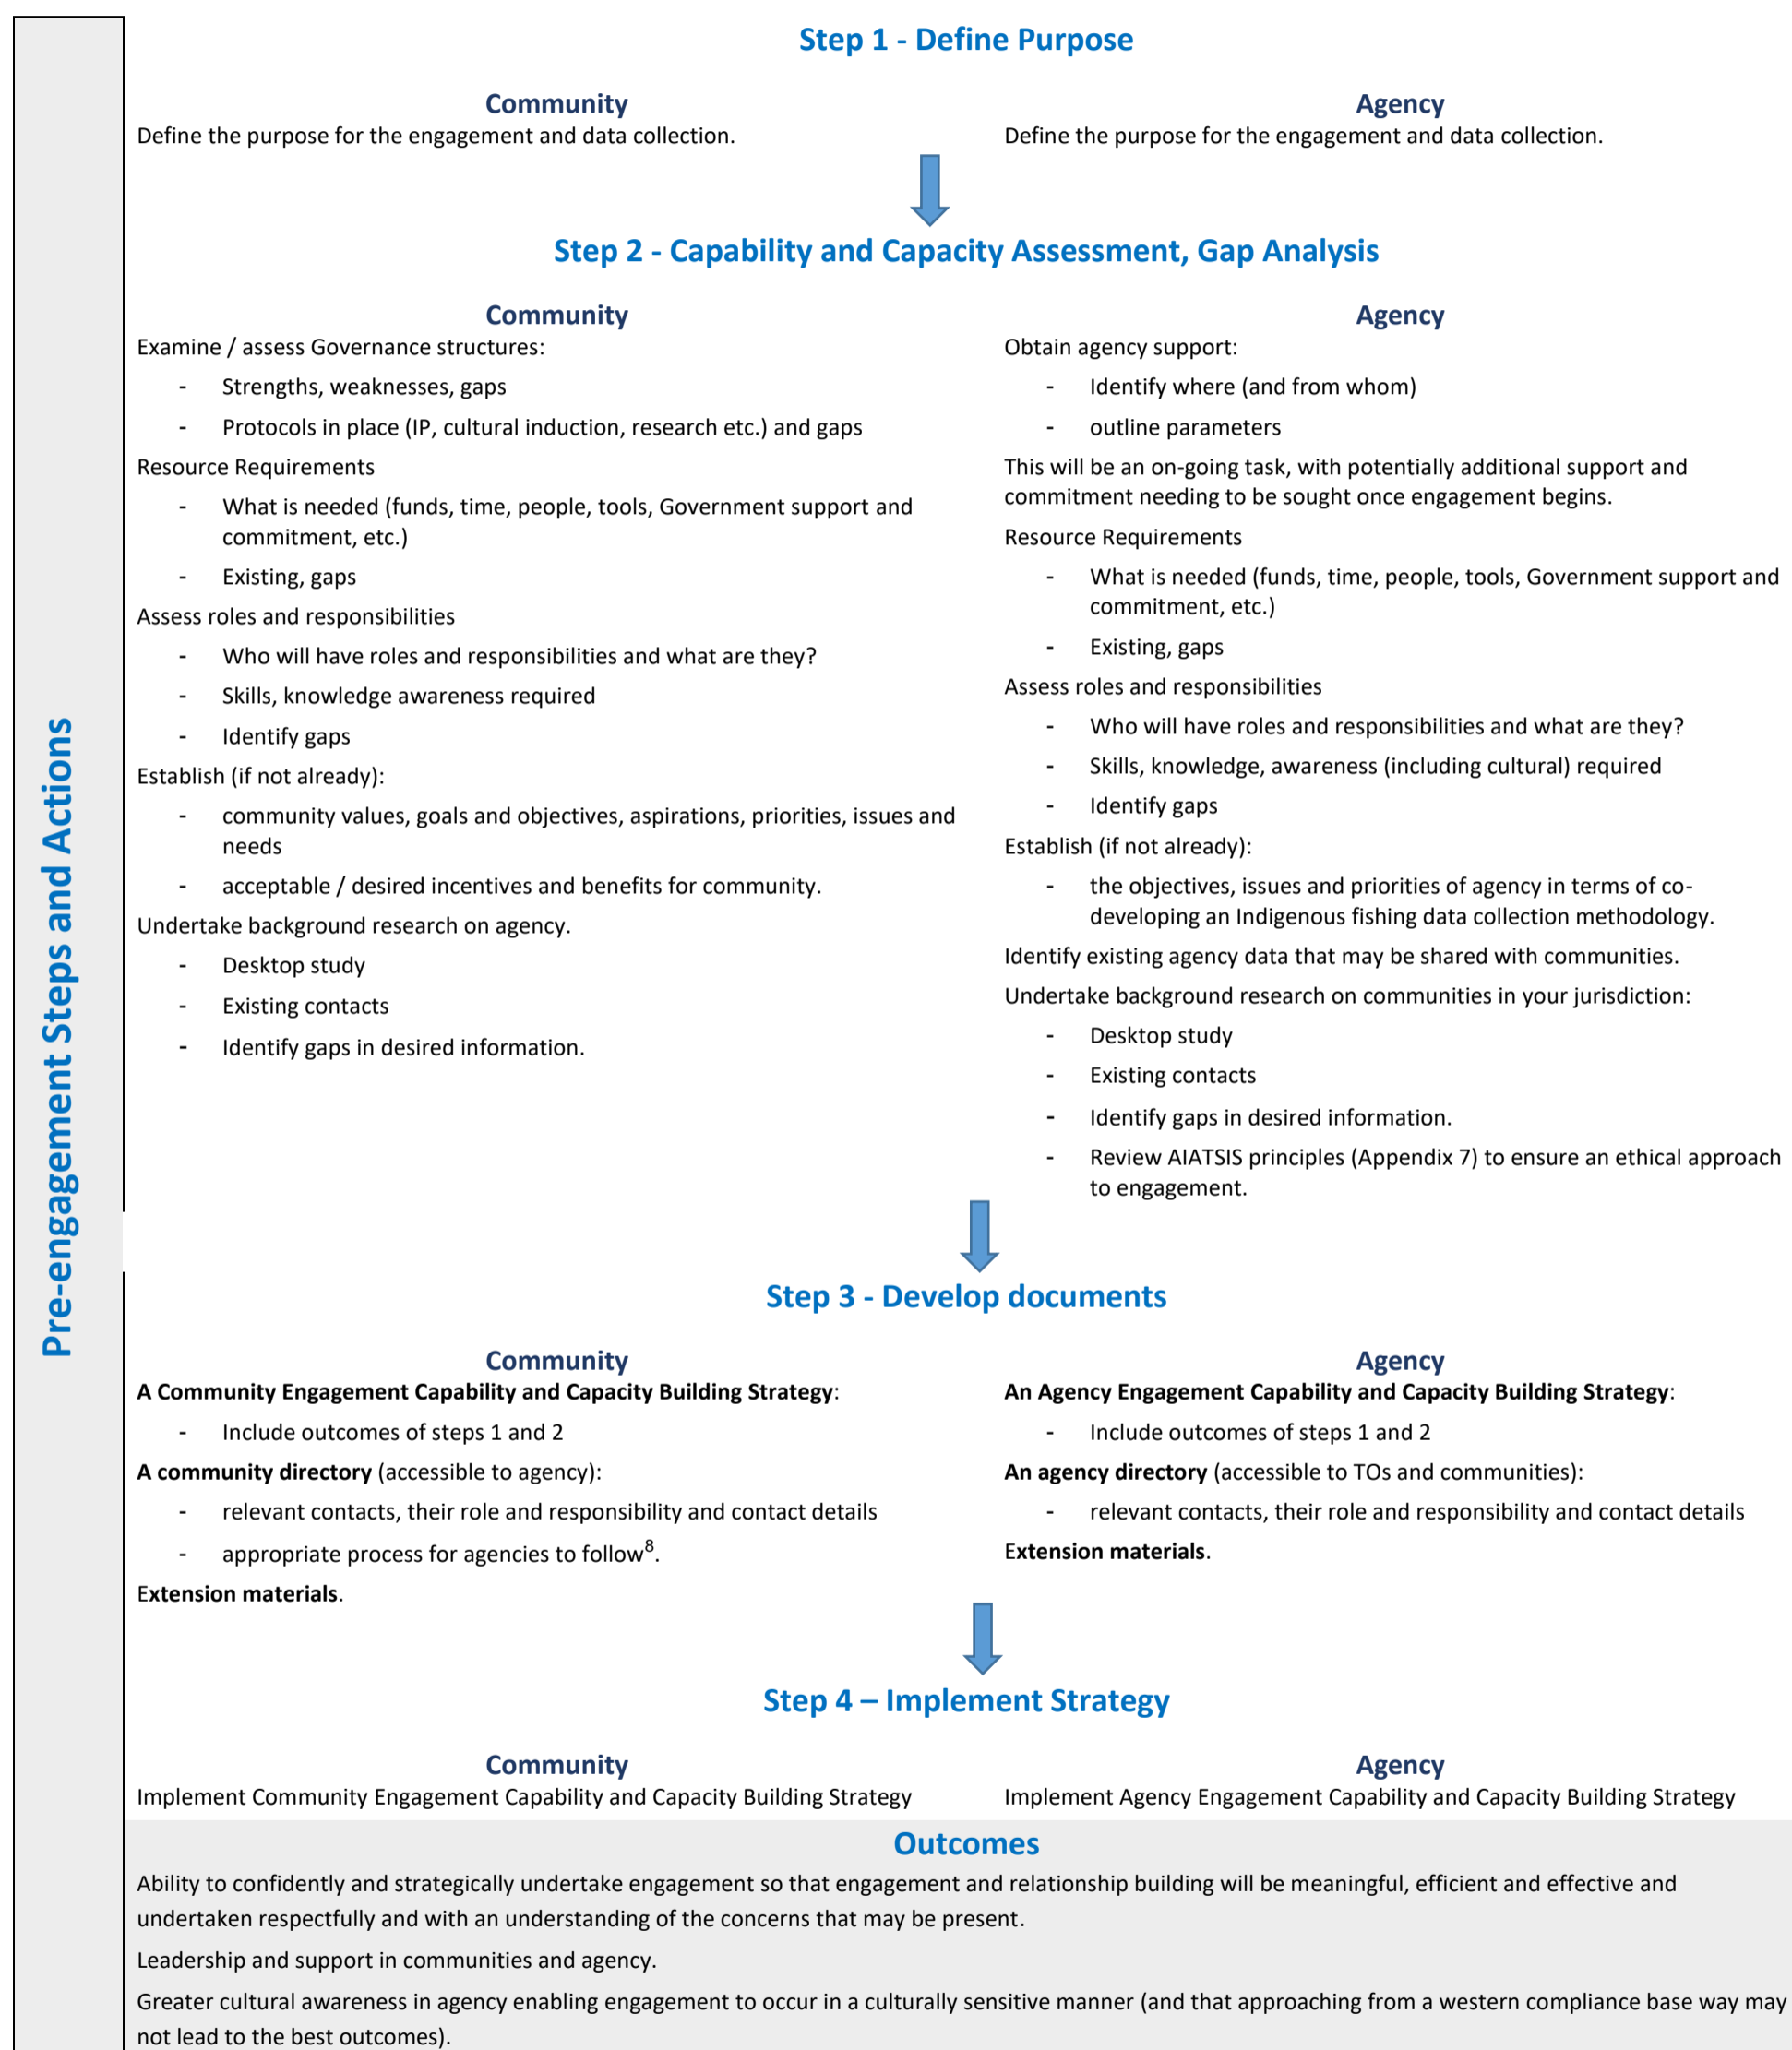 Pre-engagement Steps and Actions
Step 1 - Define Purpose
Community
Define the purpose for the engagement and data collection.
Agency
Define the purpose for the engagement and data collection.
Step 2 - Capability and Capacity Assessment, Gap Analysis
Community
Examine / assess Governance structures:
- Strengths, weaknesses, gaps
- Protocols in place (IP, cultural induction, research etc.) and gaps
Resource Requirements
- What is needed (funds, time, people, tools, Government support and
commitment, etc.)
- Existing, gaps
Assess roles and responsibilities
- Who will have roles and responsibilities and what are they?
- Skills, knowledge awareness required
- Identify gaps
Establish (if not already):
- community values, goals and objectives, aspirations, priorities, issues and
needs
- acceptable / desired incentives and benefits for community.
Undertake background research on agency.
- Desktop study
- Existing contacts
- Identify gaps in desired information.
Agency
Obtain agency support:
- Identify where (and from whom)
- outline parameters
This will be an on-going task, with potentially additional support and
commitment needing to be sought once engagement begins.
Resource Requirements
- What is needed (funds, time, people, tools, Government support and
commitment, etc.)
- Existing, gaps
Assess roles and responsibilities
- Who will have roles and responsibilities and what are they?
- Skills, knowledge, awareness (including cultural) required
- Identify gaps
Establish (if not already):
- the objectives, issues and priorities of agency in terms of co-
developing an Indigenous fishing data collection methodology.
Identify existing agency data that may be shared with communities.
Undertake background research on communities in your jurisdiction:
- Desktop study
- Existing contacts
- Identify gaps in desired information.
- Review AIATSIS principles (Appendix 7) to ensure an ethical approach
to engagement.
Step 3 - Develop documents
Community
A Community Engagement Capability and Capacity Building Strategy:
- Include outcomes of steps 1 and 2
A community directory (accessible to agency):
- relevant contacts, their role and responsibility and contact details
- appropriate process for agencies to follow8.
Extension materials.
Agency
An Agency Engagement Capability and Capacity Building Strategy:
- Include outcomes of steps 1 and 2
An agency directory (accessible to TOs and communities):
- relevant contacts, their role and responsibility and contact details
Extension materials.
Step 4 – Implement Strategy
Community
Implement Community Engagement Capability and Capacity Building Strategy
Agency
Implement Agency Engagement Capability and Capacity Building Strategy
Outcomes
Ability to confidently and strategically undertake engagement so that engagement and relationship building will be meaningful, efficient and effective and
undertaken respectfully and with an understanding of the concerns that may be present.
Leadership and support in communities and agency.
Greater cultural awareness in agency enabling engagement to occur in a culturally sensitive manner (and that approaching from a western compliance base way may
not lead to the best outcomes).